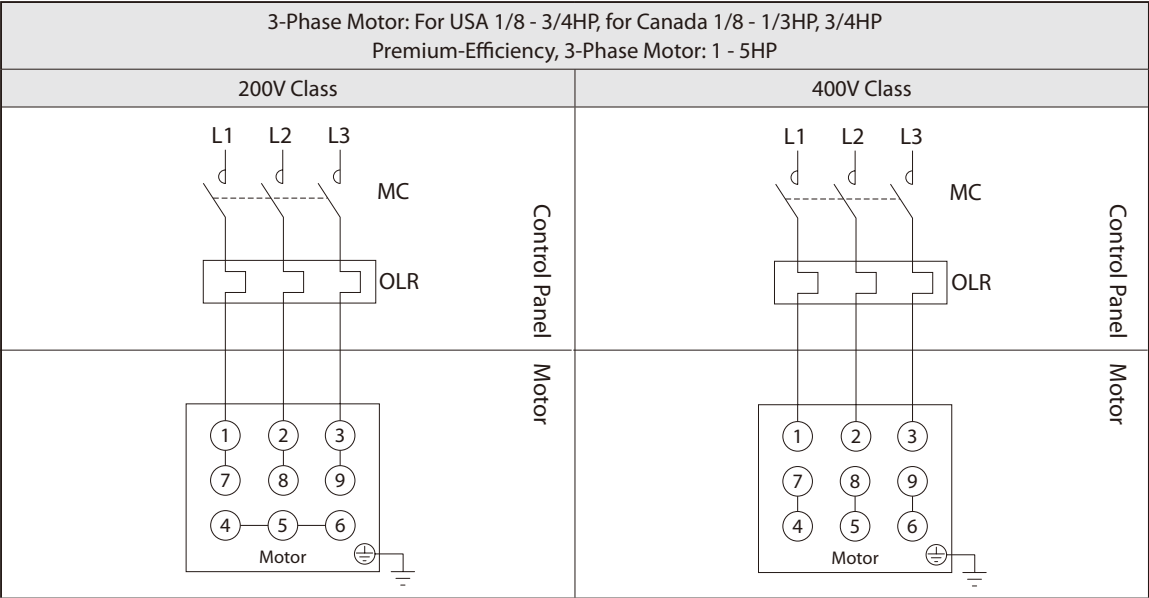 3-Phase Motor: For USA 1/8 - 3/4HP, for Canada 1/8 - 1/3HP, 3/4HP
Premium-Efficiency, 3-Phase Motor: 1 - 5HP
200V Class
400V Class
L1 L2 L3
MC
OLR
Control Panel
Motor
1 2 3
7 8 9
4 5 6
Motor
L1 L2 L3
MC
OLR
Control Panel
Motor
1 2 3
7 8 9
4 5 6
Motor